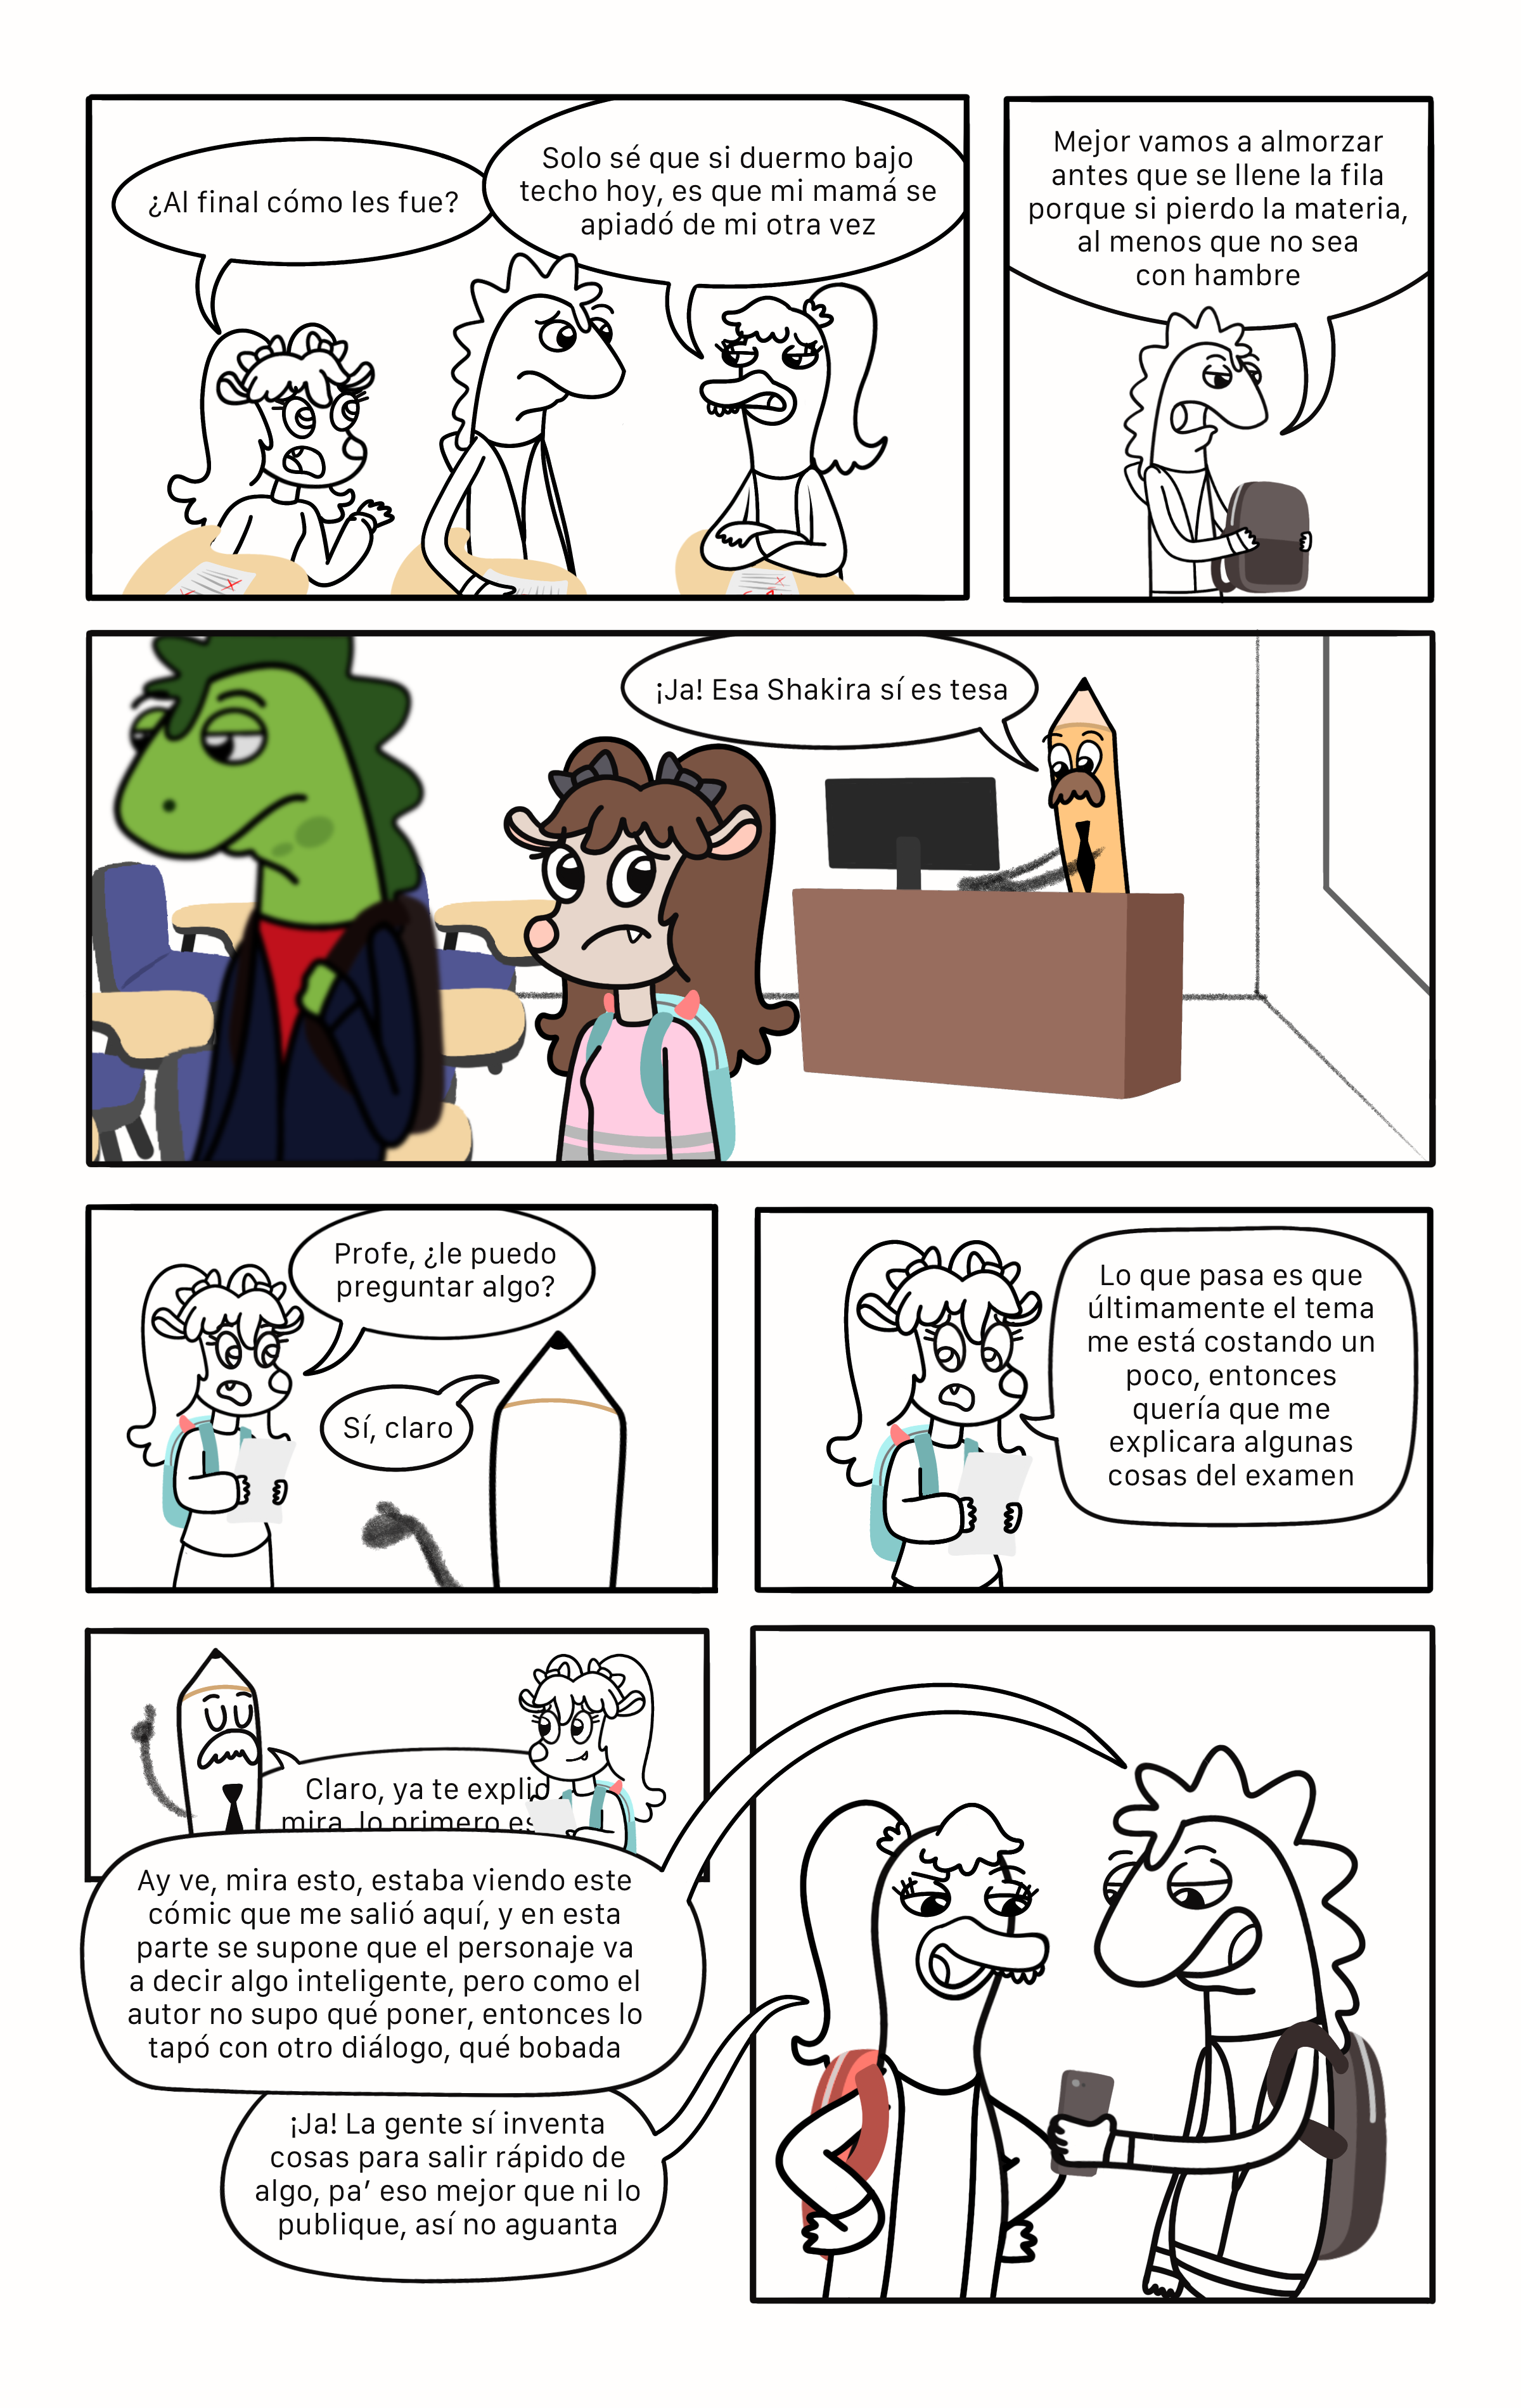 ¿Al final cómo les fue?
Solo sé que si duermo bajo
techo hoy, es que mi mamá se
apiadó de mi otra vez
Mejor vamos a almorzar
antes que se llene la fila
porque si pierdo la materia,
al menos que no sea
con hambre
¡Ja! Esa Shakira sí es tesa
Profe, ¿le puedo
preguntar algo?
Sí, claro
Lo que pasa es que
últimamente el tema
me está costando un
poco, entonces
quería que me
explicara algunas
cosas del examen
Claro, ya te explic
mira, lo primero es
Ay ve, mira esto, estaba viendo este
cómic que me salió aquí, y en esta
parte se supone que el personaje va
a decir algo inteligente, pero como el
autor no supo qué poner, entonces lo
tapó con otro diálogo, qué bobada
¡Ja! La gente sí inventa
cosas para salir rápido de
algo, pa’ eso mejor que ni lo
publique, así no aguanta